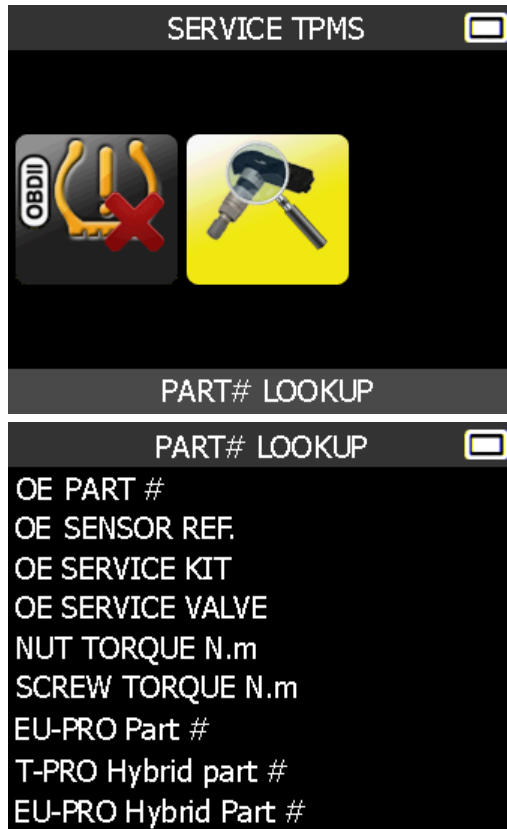 SERVICE TPMS
OBDII
PART# LOOKUP
PART# LOOKUP
OE PART #
OE SENSOR REF.
OE SERVICE KIT
OE SERVICE VALVE
NUT TORQUE N.m
SCREW TORQUE N.m
EU-PRO Part #
T-PRO Hybrid part #
EU-PRO Hybrid Part #